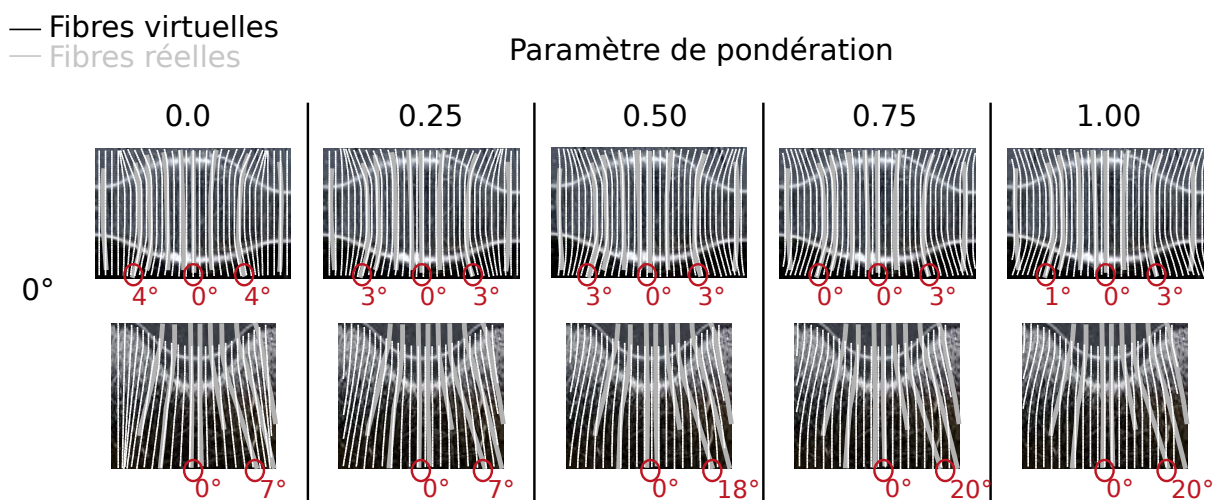 Fibres virtuelles
Fibres réelles
Paramètre de pondération
0.0 0.25 0.50 0.75 1.00
0°
4° 0° 4° 3° 0° 3° 3° 0° 3° 0° 0° 3° 1° 0° 3°
0° 7° 0° 7° 0° 18° 0° 20° 0° 20°